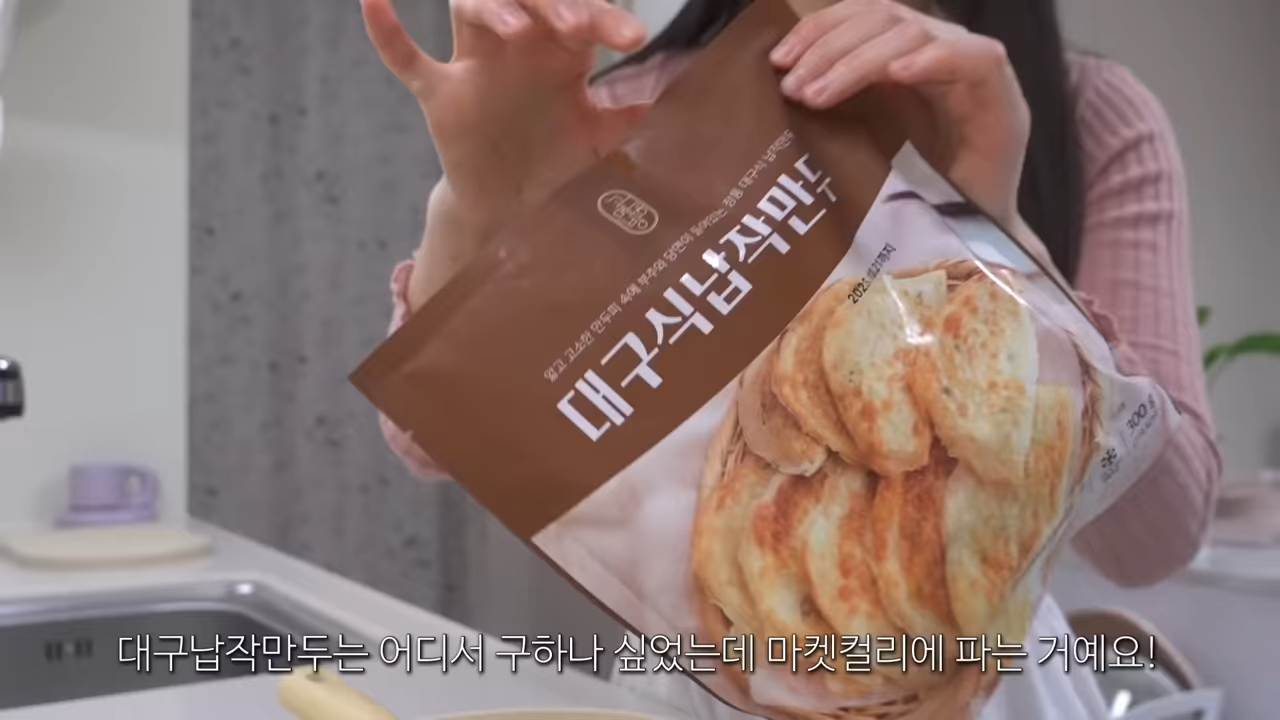 얇고 고소한 만두피 속에 부추와 당면이 들어있는 정통 대구식 납작만두
대구식납작만두
300 g
대구납작만두는 어디서 구하나 싶었는데 마켓컬리에 파는 거예요!